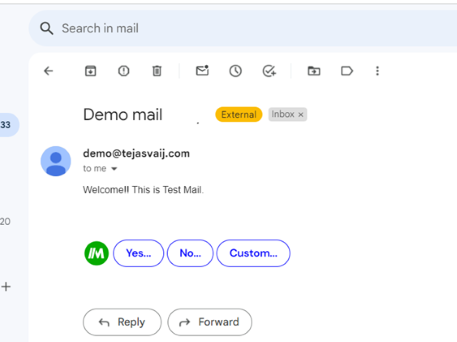 Search in mail
33
Demo mail External Inbox ×
demo@tejasvaij.com
to me
Welcome!! This is Test Mail.
20
M Yes... No... Custom...
Reply Forward